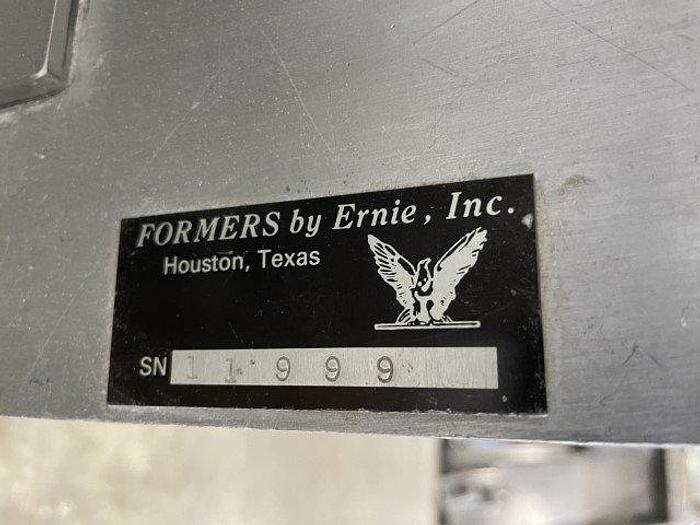 FORMERS by Ernie, Inc.
Houston, Texas
SN 11999